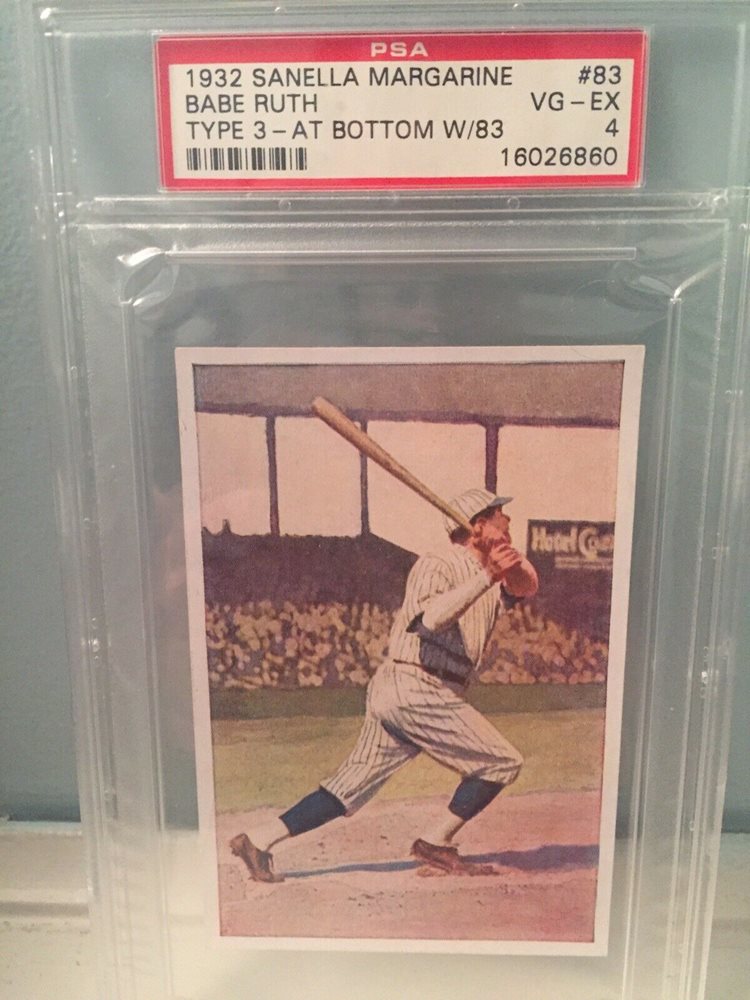 PSA
1932 SANELLA MARGARINE #83
BABE RUTH VG-EX
TYPE 3-AT BOTTOM W/83 4
16026860
Hotel